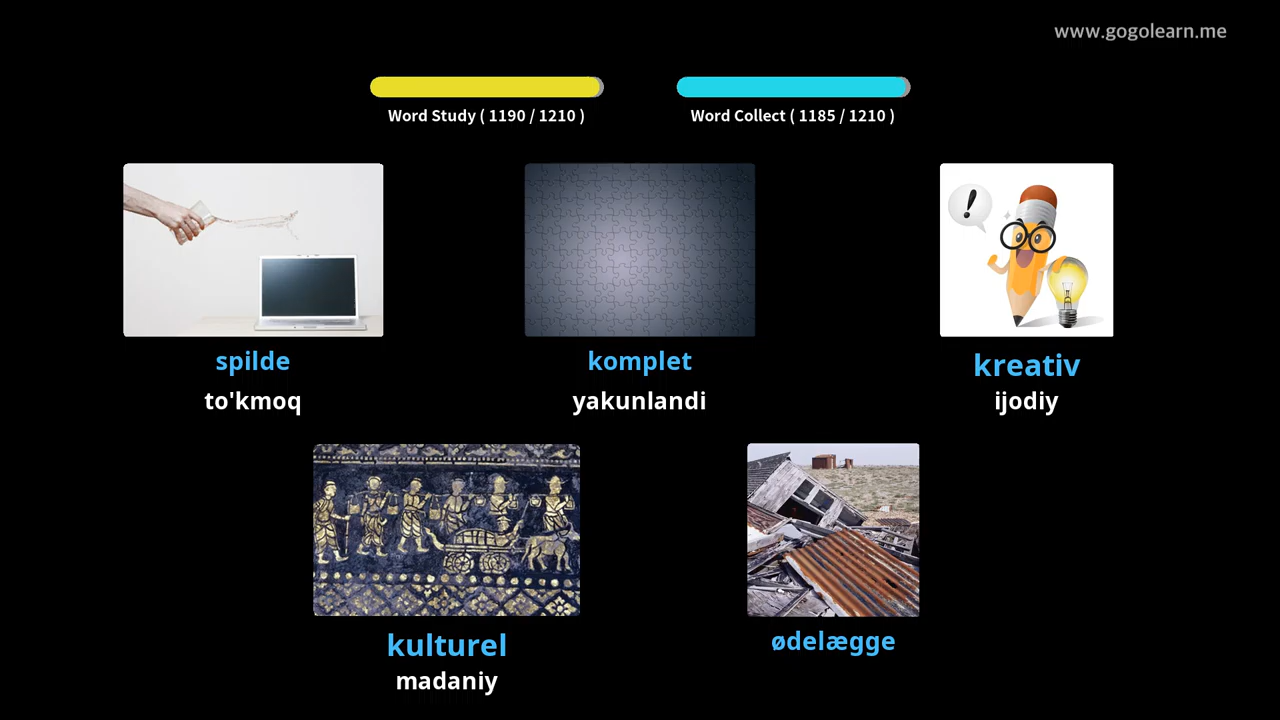 www.gogolearn.me
Word Study ( 1190 / 1210 )
Word Collect ( 1185 / 1210 )
spilde
to'kmoq
komplet
yakunlandi
kreativ
ijodiy
kulturel
madaniy
ødelægge